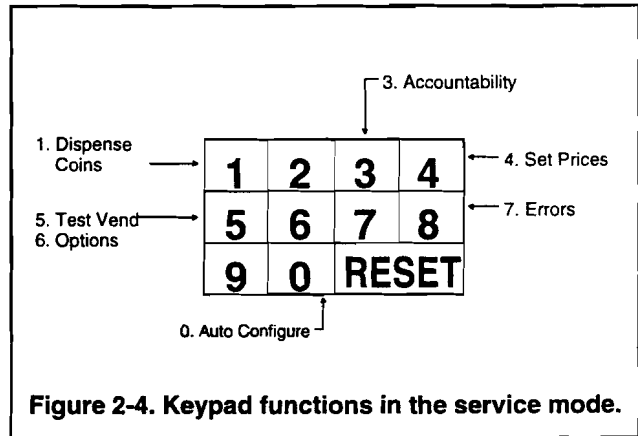 3. Accountability
1. Dispense
Coins
1 2 3 4
4. Set Prices
5. Test Vend
6. Options
5 6 7 8
7. Errors
9 0 RESET
0. Auto Configure
Figure 2-4. Keypad functions in the service mode.